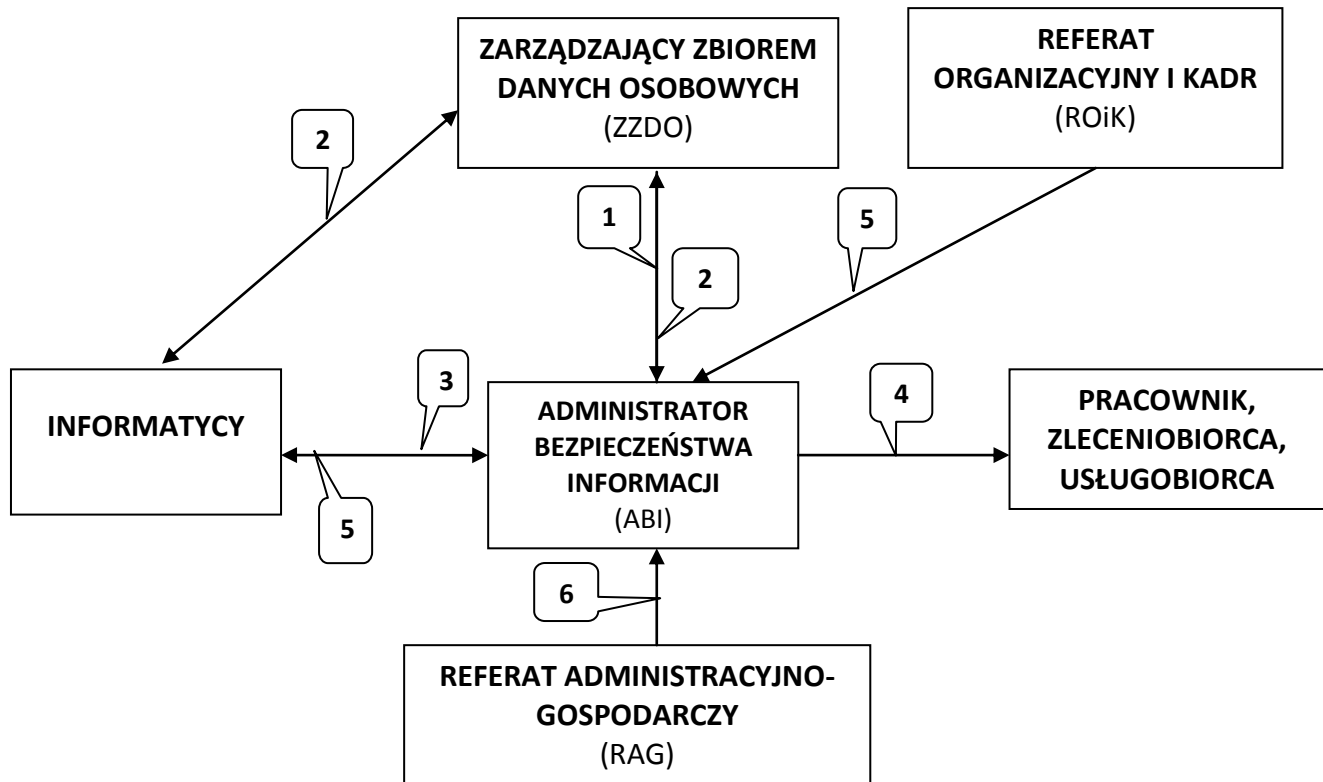 ZARZĄDZAJĄCY ZBIOREM
DANYCH OSOBOWYCH
(ZZDO)
REFERAT
ORGANIZACYJNY I KADR
(ROiK)
2
1
5
2
INFORMATYCY
3
ADMINISTRATOR
BEZPIECZEŃSTWA
INFORMACJI
(ABI)
4
PRACOWNIK,
ZLECENIOBIORCA,
USŁUGOBIORCA
5
6
REFERAT ADMINISTRACYJNO-
GOSPODARCZY
(RAG)